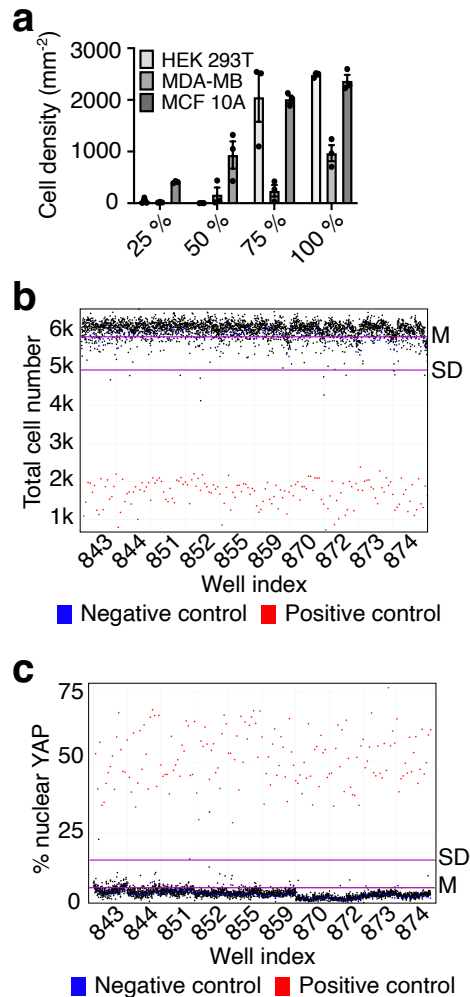 a
Cell density (mm-2)
3000
2000
1000
0
HEK 293T
MDA-MB
MCF 10A
25 %
50 %
75 %
100 %
b
Total cell number
6k
5k
4k
3k
2k
1k
M
SD
843
844
851
852
855
859
870
872
873
874
Well index
Negative control
Positive control
c
% nuclear YAP
75
50
25
0
SD
M
843
844
851
852
855
859
870
872
873
874
Well index
Negative control
Positive control